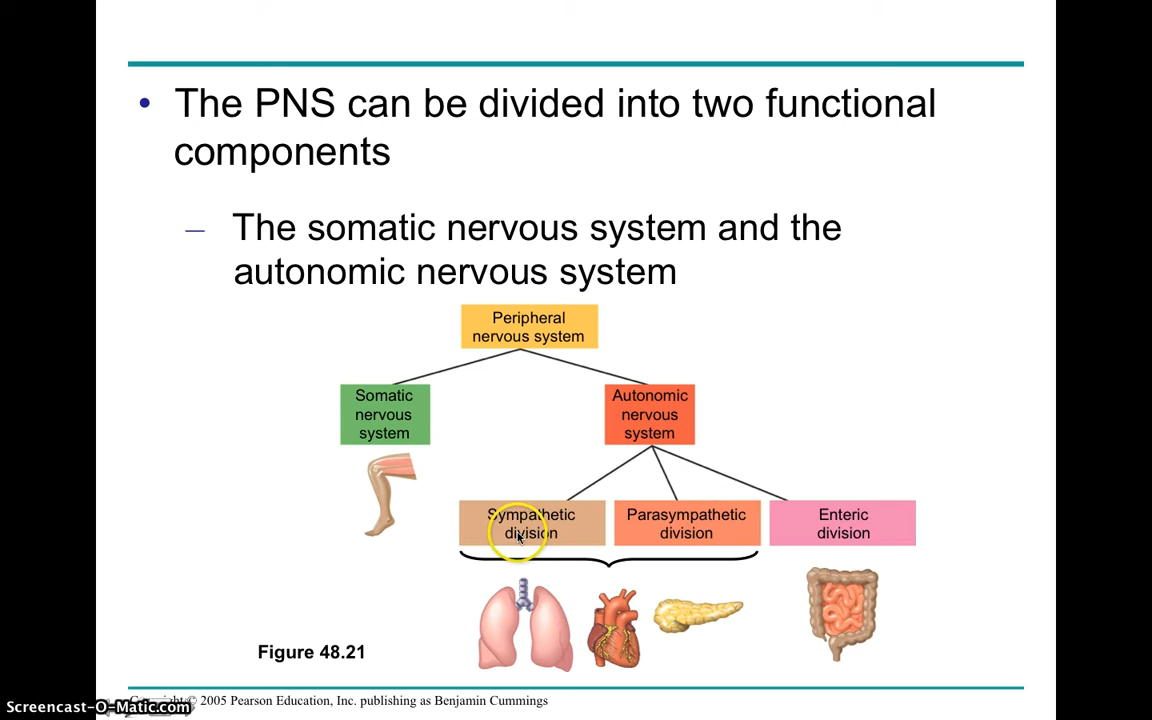 • The PNS can be divided into two functional
components
– The somatic nervous system and the
autonomic nervous system
Peripheral
nervous system
Somatic
nervous
system
Autonomic
nervous
system
Sympathetic
division
Parasympathetic
division
Enteric
division
Figure 48.21
© 2005 Pearson Education, Inc. publishing as Benjamin Cummings
Screencast-O-Matic.com